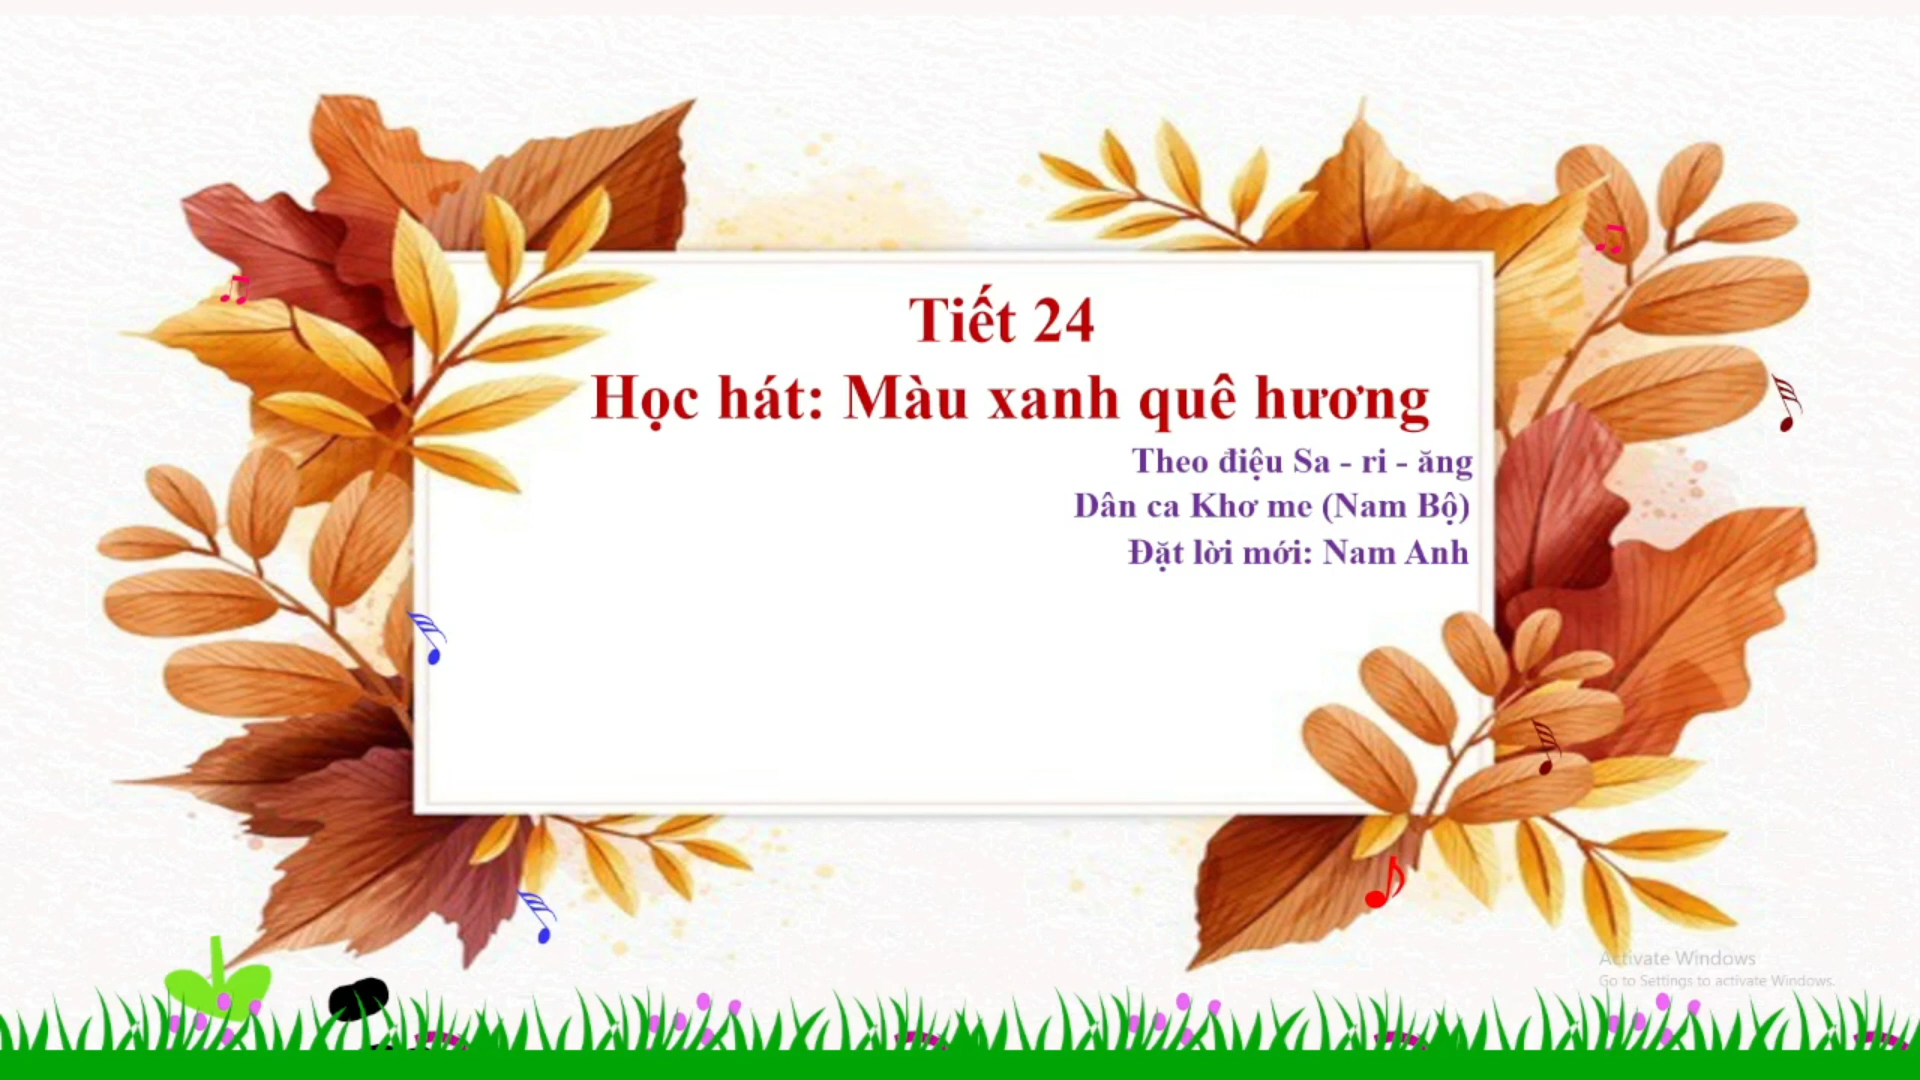 Tiết 24
Học hát: Màu xanh quê hương
Theo điệu Sa - ri - ăng
Dân ca Khơ me (Nam Bộ)
Đặt lời mới: Nam Anh
Activate Windows
Go to Settings to activate Windows.